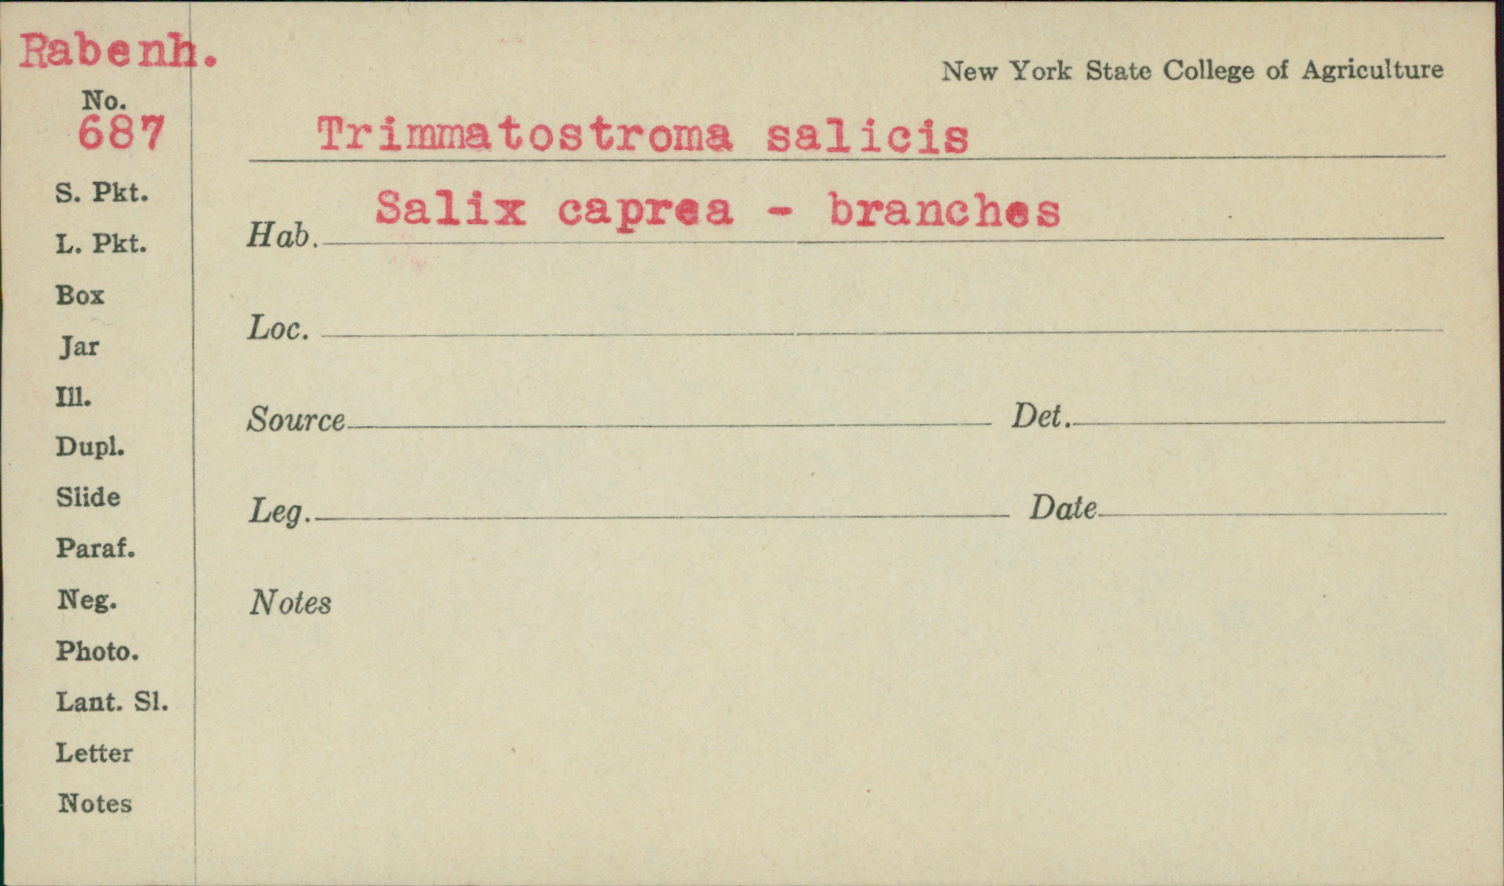 Rabenh.
New York State College of Agriculture
No.
687
Trimmatostroma salicis
S. Pkt.
Hab. Salix caprea - branches
L. Pkt.
Box
Loc.
Jar
Ill.
Source Det.
Dupl.
Slide
Leg. Date
Paraf.
Neg.
Notes
Photo.
Lant. Sl.
Letter
Notes